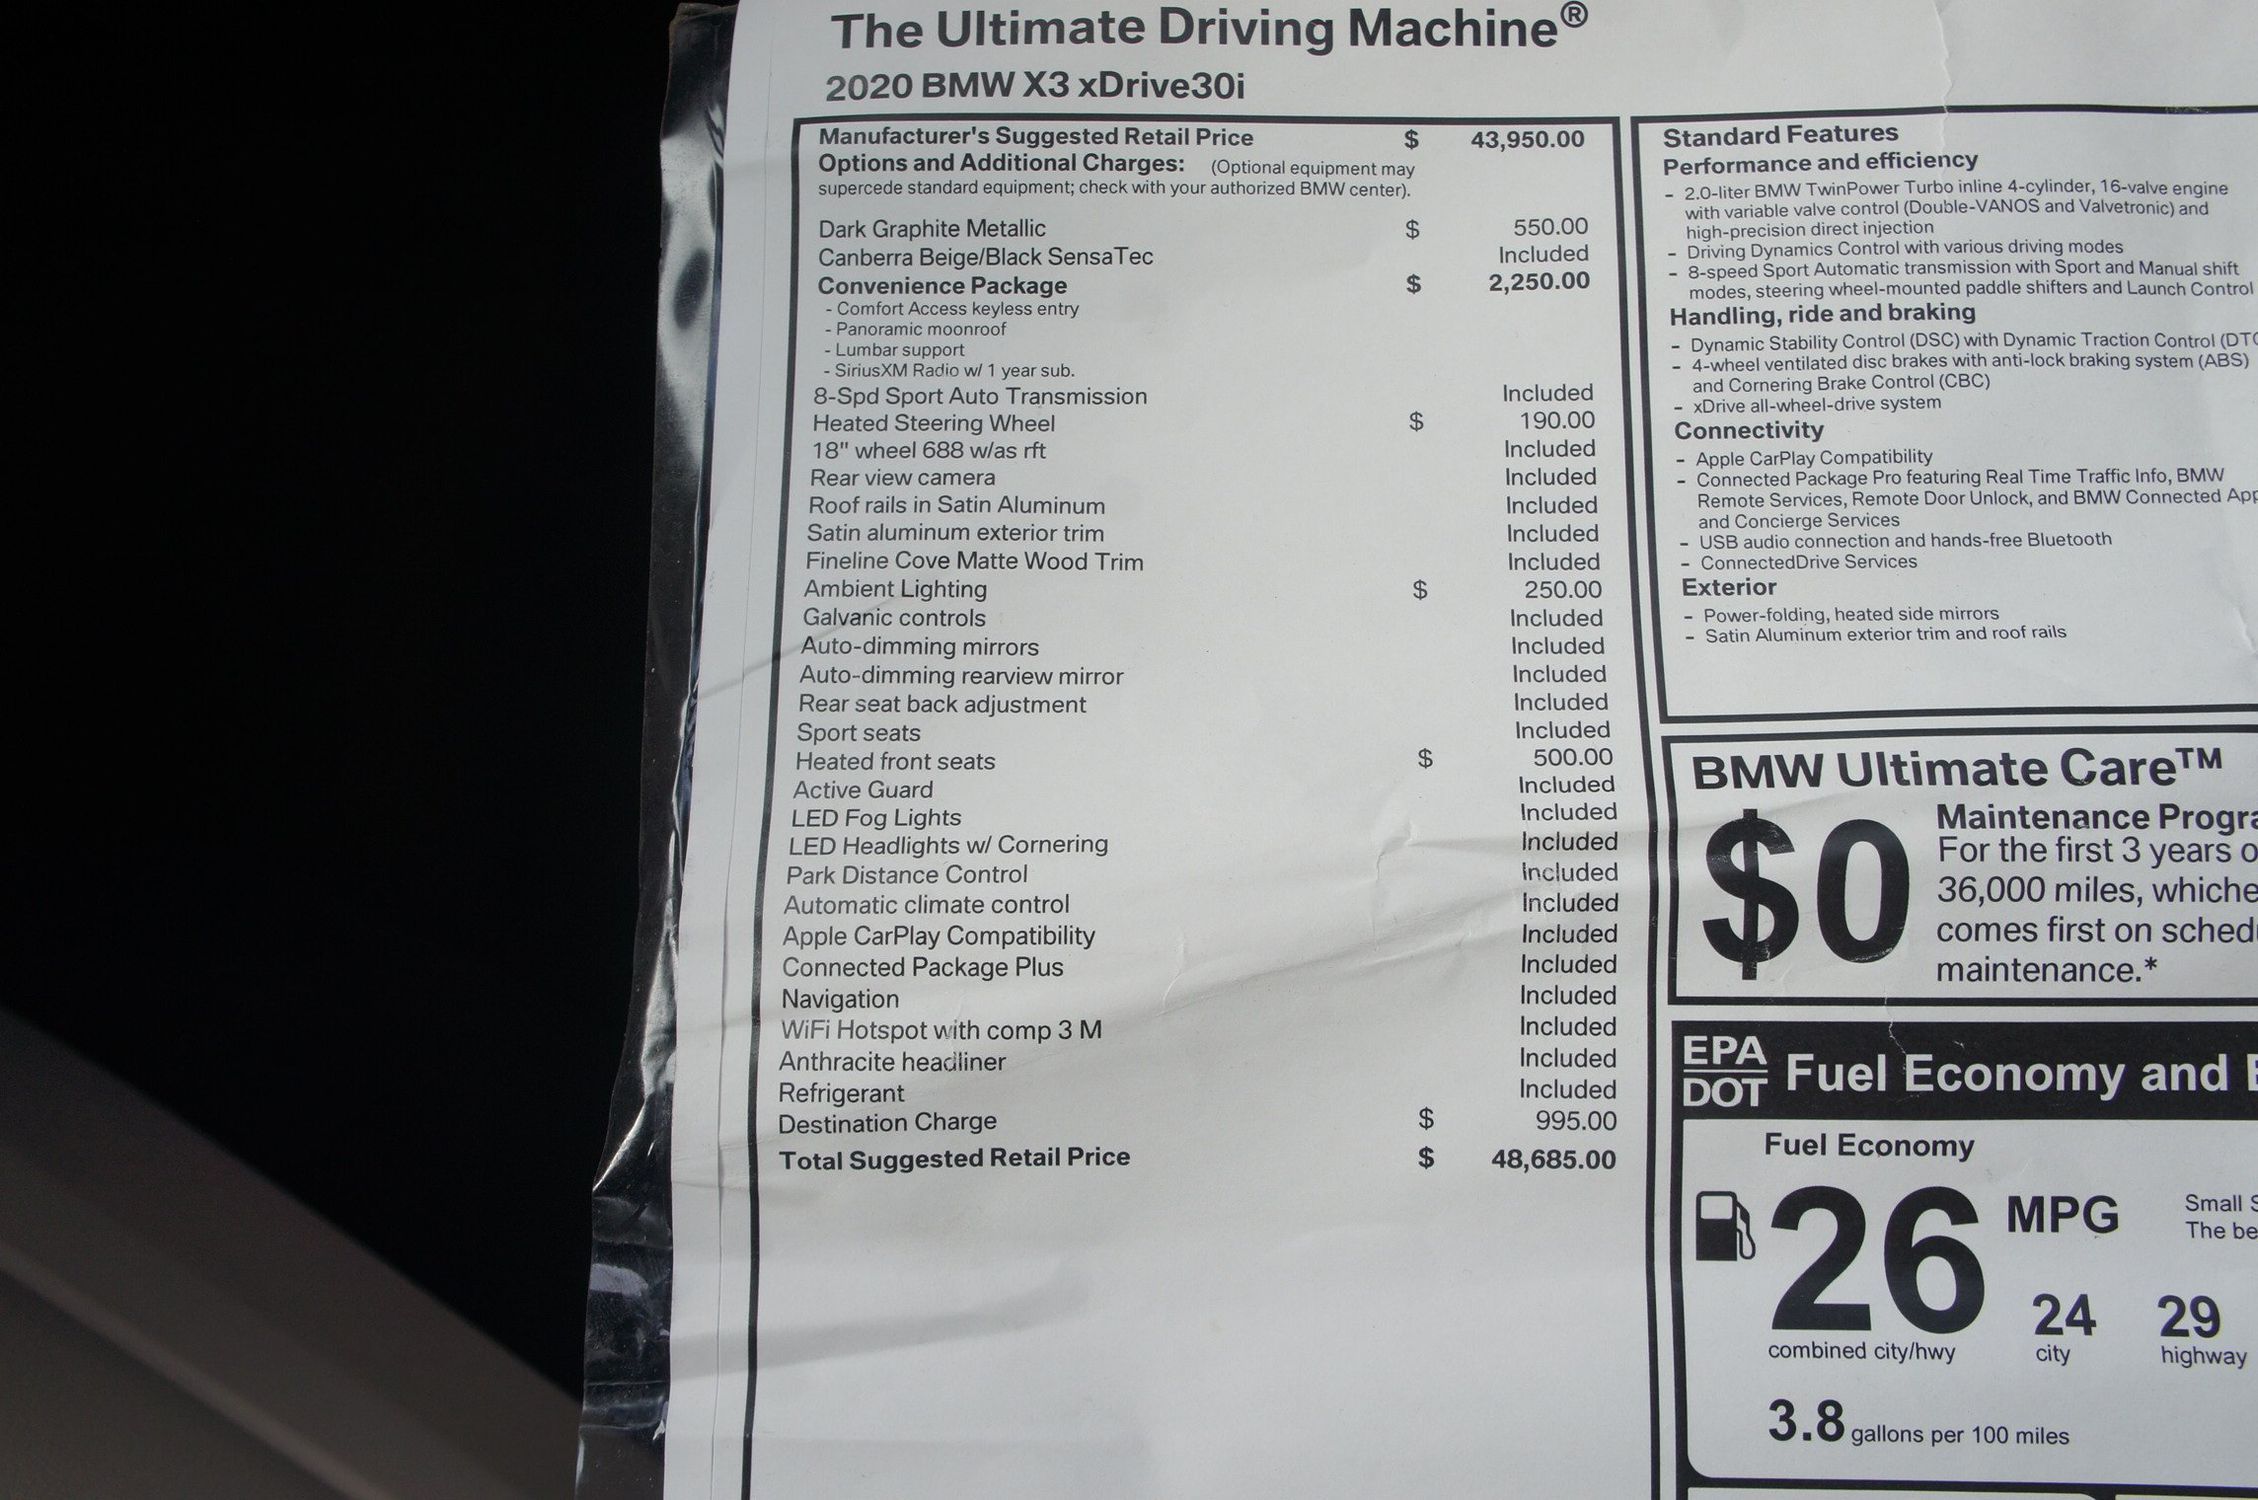 The Ultimate Driving Machine®
2020 BMW X3 xDrive30i
Manufacturer's Suggested Retail Price $ 43,950.00
Options and Additional Charges: (Optional equipment may
supercede standard equipment; check with your authorized BMW center).
Dark Graphite Metallic $ 550.00
Canberra Beige/Black SensaTec Included
Convenience Package $ 2,250.00
- Comfort Access keyless entry
- Panoramic moonroof
- Lumbar support
- SiriusXM Radio w/ 1 year sub.
8-Spd Sport Auto Transmission Included
Heated Steering Wheel $ 190.00
18" wheel 688 w/as rft Included
Rear view camera Included
Roof rails in Satin Aluminum Included
Satin aluminum exterior trim Included
Fineline Cove Matte Wood Trim Included
Ambient Lighting $ 250.00
Galvanic controls Included
Auto-dimming mirrors Included
Auto-dimming rearview mirror Included
Rear seat back adjustment Included
Sport seats Included
Heated front seats $ 500.00
Active Guard Included
LED Fog Lights Included
LED Headlights w/ Cornering Included
Park Distance Control Included
Automatic climate control Included
Apple CarPlay Compatibility Included
Connected Package Plus Included
Navigation Included
WiFi Hotspot with comp 3 M Included
Anthracite headliner Included
Refrigerant Included
Destination Charge $ 995.00
Total Suggested Retail Price $ 48,685.00
Standard Features
Performance and efficiency
- 2.0-liter BMW TwinPower Turbo inline 4-cylinder, 16-valve engine
with variable valve control (Double-VANOS and Valvetronic) and
high-precision direct injection
- Driving Dynamics Control with various driving modes
- 8-speed Sport Automatic transmission with Sport and Manual shift
modes, steering wheel-mounted paddle shifters and Launch Control
Handling, ride and braking
- Dynamic Stability Control (DSC) with Dynamic Traction Control (DTC
- 4-wheel ventilated disc brakes with anti-lock braking system (ABS)
and Cornering Brake Control (CBC)
- xDrive all-wheel-drive system
Connectivity
- Apple CarPlay Compatibility
- Connected Package Pro featuring Real Time Traffic Info, BMW
Remote Services, Remote Door Unlock, and BMW Connected App
and Concierge Services
- USB audio connection and hands-free Bluetooth
- ConnectedDrive Services
Exterior
- Power-folding, heated side mirrors
- Satin Aluminum exterior trim and roof rails
BMW Ultimate Care™
$0
Maintenance Progra
For the first 3 years o
36,000 miles, whiche
comes first on sched
maintenance.*
EPA
DOT
Fuel Economy and
Fuel Economy
26 MPG
combined city/hwy
24
city
29
highway
Small S
The be
3.8 gallons per 100 miles